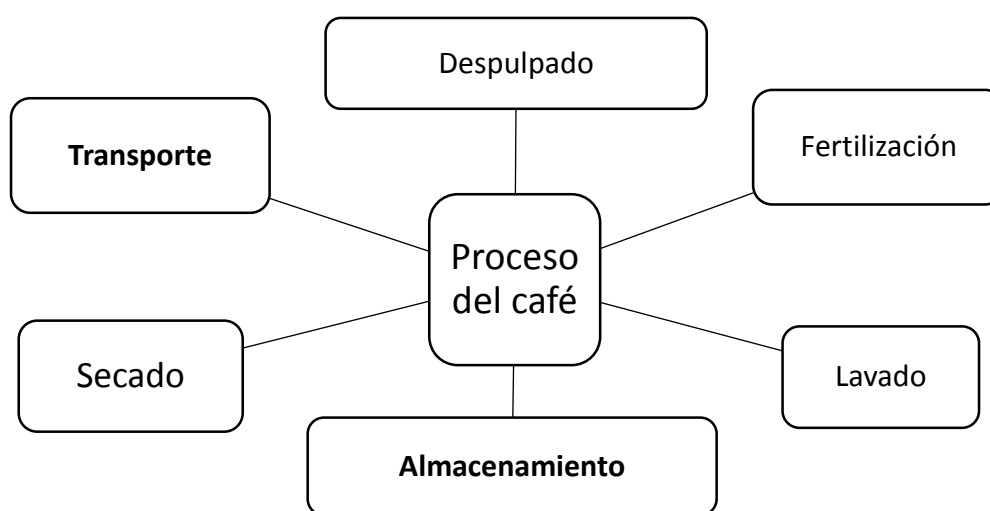 Despulpado
Transporte
Fertilización
Proceso
del café
Secado
Lavado
Almacenamiento